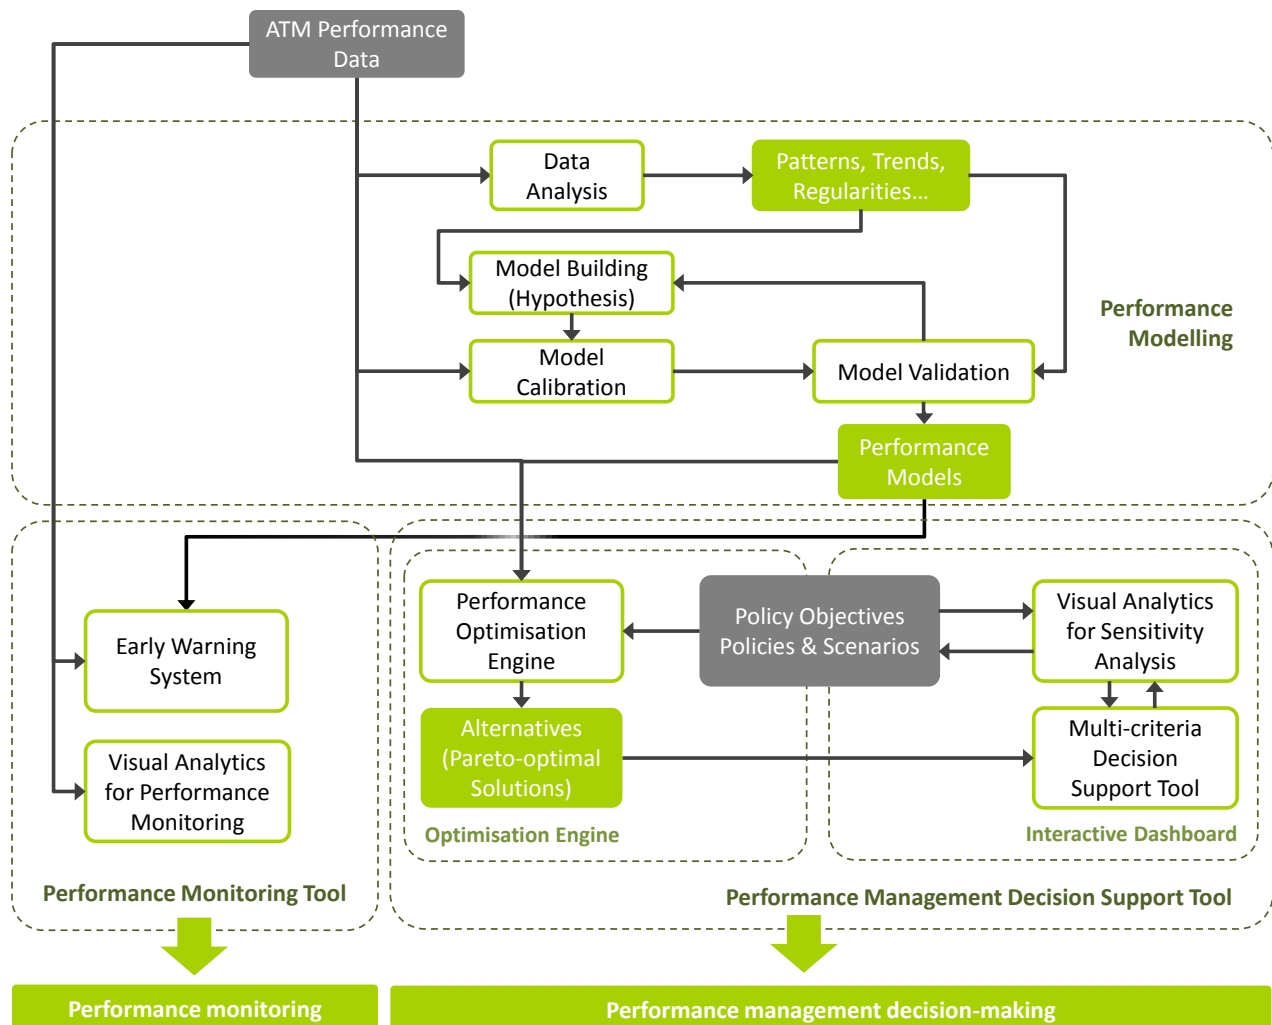 ATM Performance
Data
Data
Analysis
Patterns, Trends,
Regularities...
Model Building
(Hypothesis)
Performance
Modelling
Model
Calibration
Model Validation
Performance
Models
Early Warning
System
Visual Analytics
for Performance
Monitoring
Performance Monitoring Tool
Performance
Optimisation
Engine
Policy Objectives
Policies & Scenarios
Visual Analytics
for Sensitivity
Analysis
Alternatives
(Pareto-optimal
Solutions)
Multi-criteria
Decision
Support Tool
Optimisation Engine
Interactive Dashboard
Performance Management Decision Support Tool
Performance monitoring
Performance management decision-making